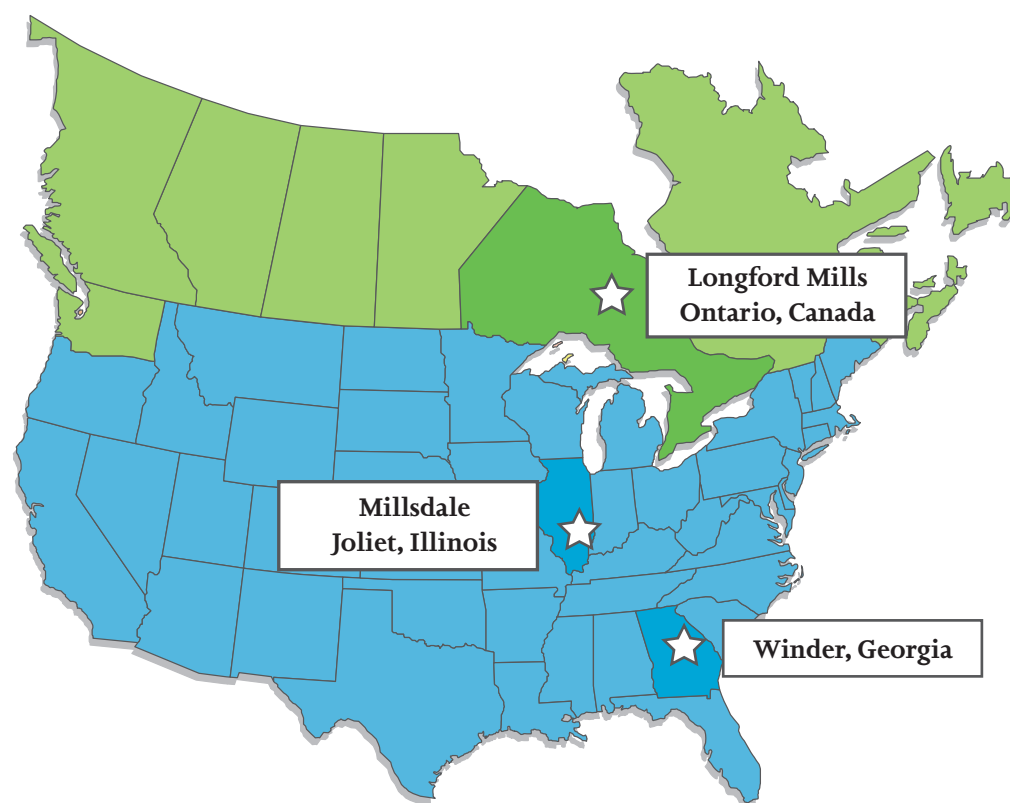 Longford Mills
Ontario, Canada
Millsdale
Joliet, Illinois
Winder, Georgia